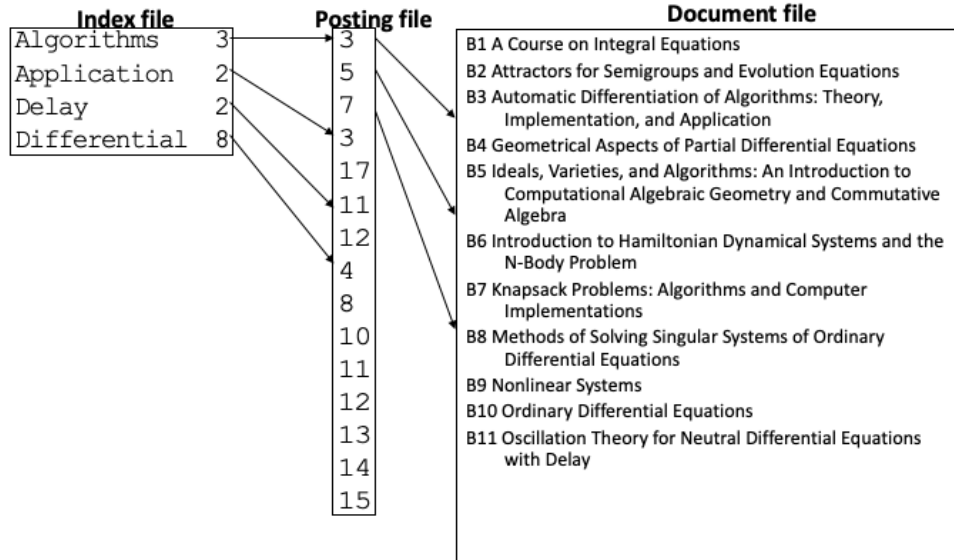 Index file
Algorithms 3
Application 2
Delay 2
Differential 8
Posting file
3
5
7
3
17
11
12
4
8
10
11
12
13
14
15
Document file
B1 A Course on Integral Equations
B2 Attractors for Semigroups and Evolution Equations
B3 Automatic Differentiation of Algorithms: Theory,
Implementation, and Application
B4 Geometrical Aspects of Partial Differential Equations
B5 Ideals, Varieties, and Algorithms: An Introduction to
Computational Algebraic Geometry and Commutative
Algebra
B6 Introduction to Hamiltonian Dynamical Systems and the
N-Body Problem
B7 Knapsack Problems: Algorithms and Computer
Implementations
B8 Methods of Solving Singular Systems of Ordinary
Differential Equations
B9 Nonlinear Systems
B10 Ordinary Differential Equations
B11 Oscillation Theory for Neutral Differential Equations
with Delay